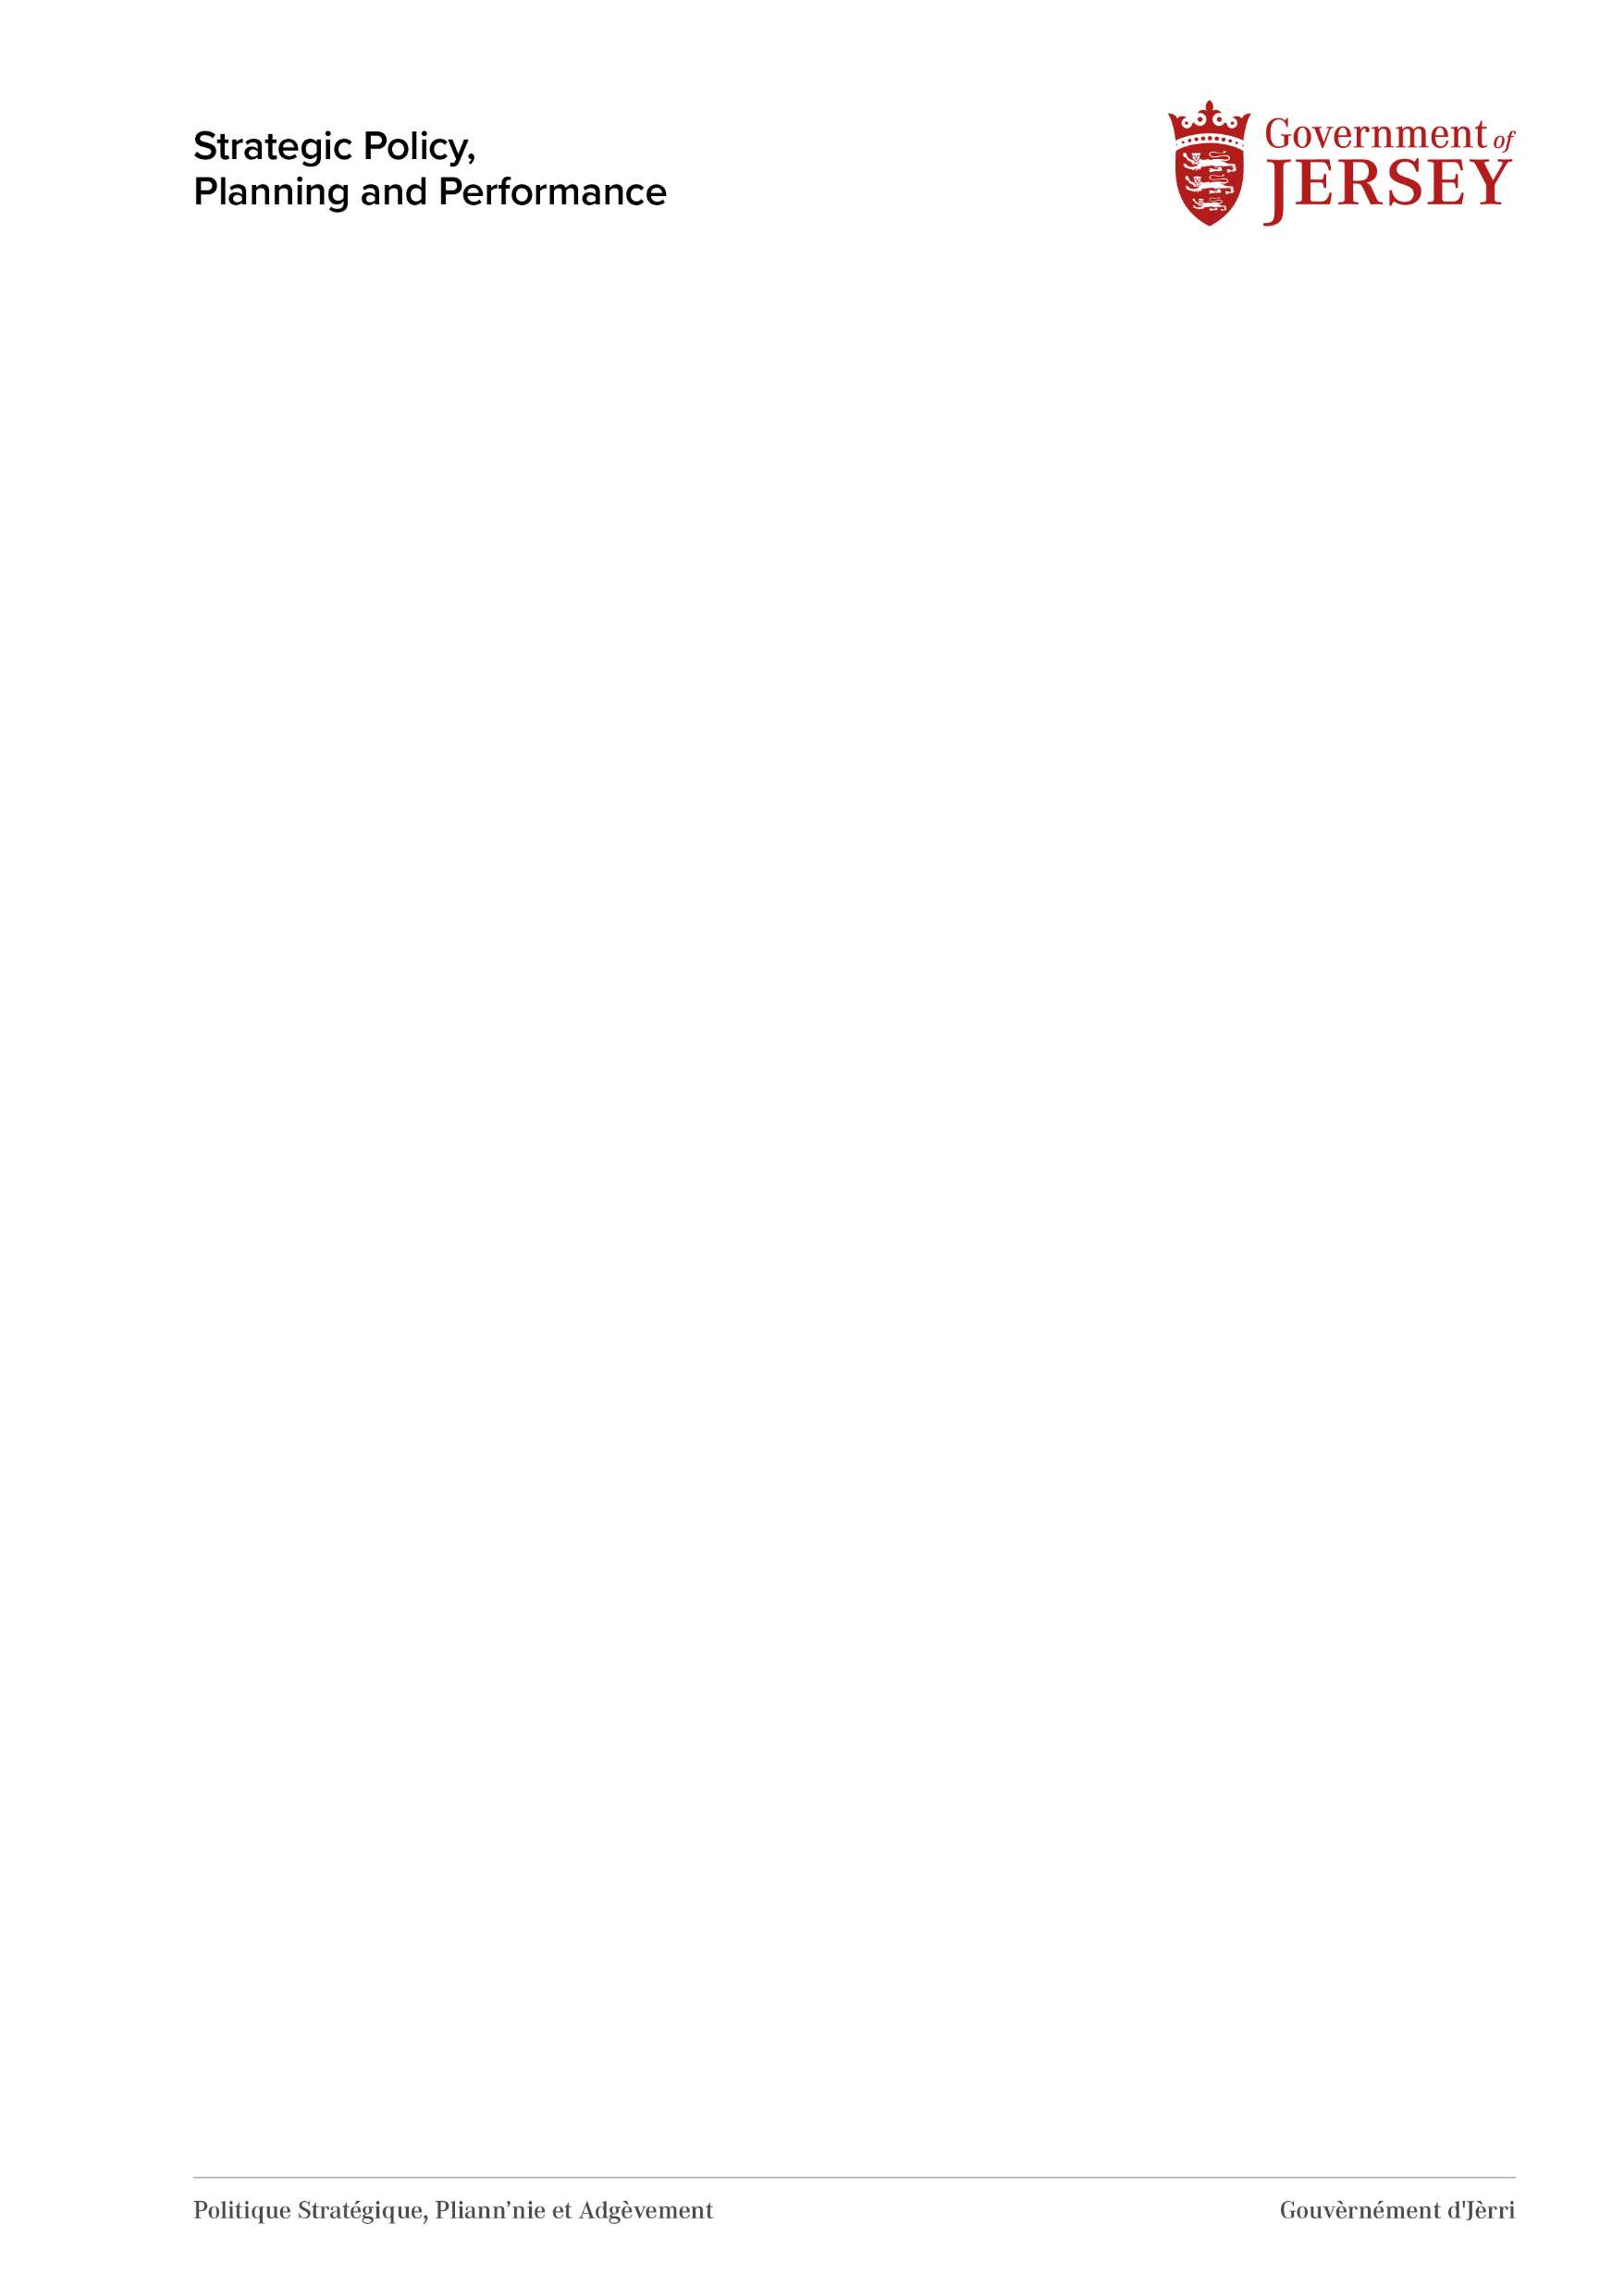 Strategic Policy,
Planning and Performance
Government of
JERSEY
Politique Stratégique, Pliann’nie et Adgèvement
Gouvèrnément d'Jèrri